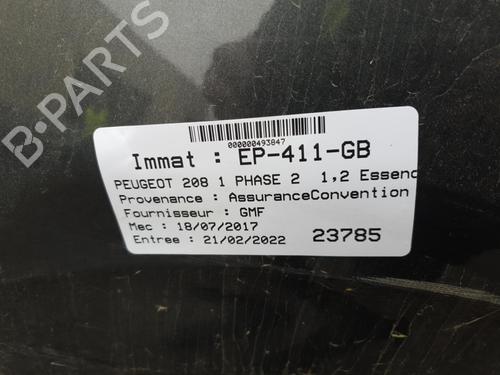 B-PARTS
000000493847
Immat : EP-411-GB
PEUGEOT 208 1 PHASE 2 1,2 Essenc
Provenance : AssuranceConvention
Fournisseur : GMF
Mec : 18/07/2017
Entree : 21/02/2022 23785